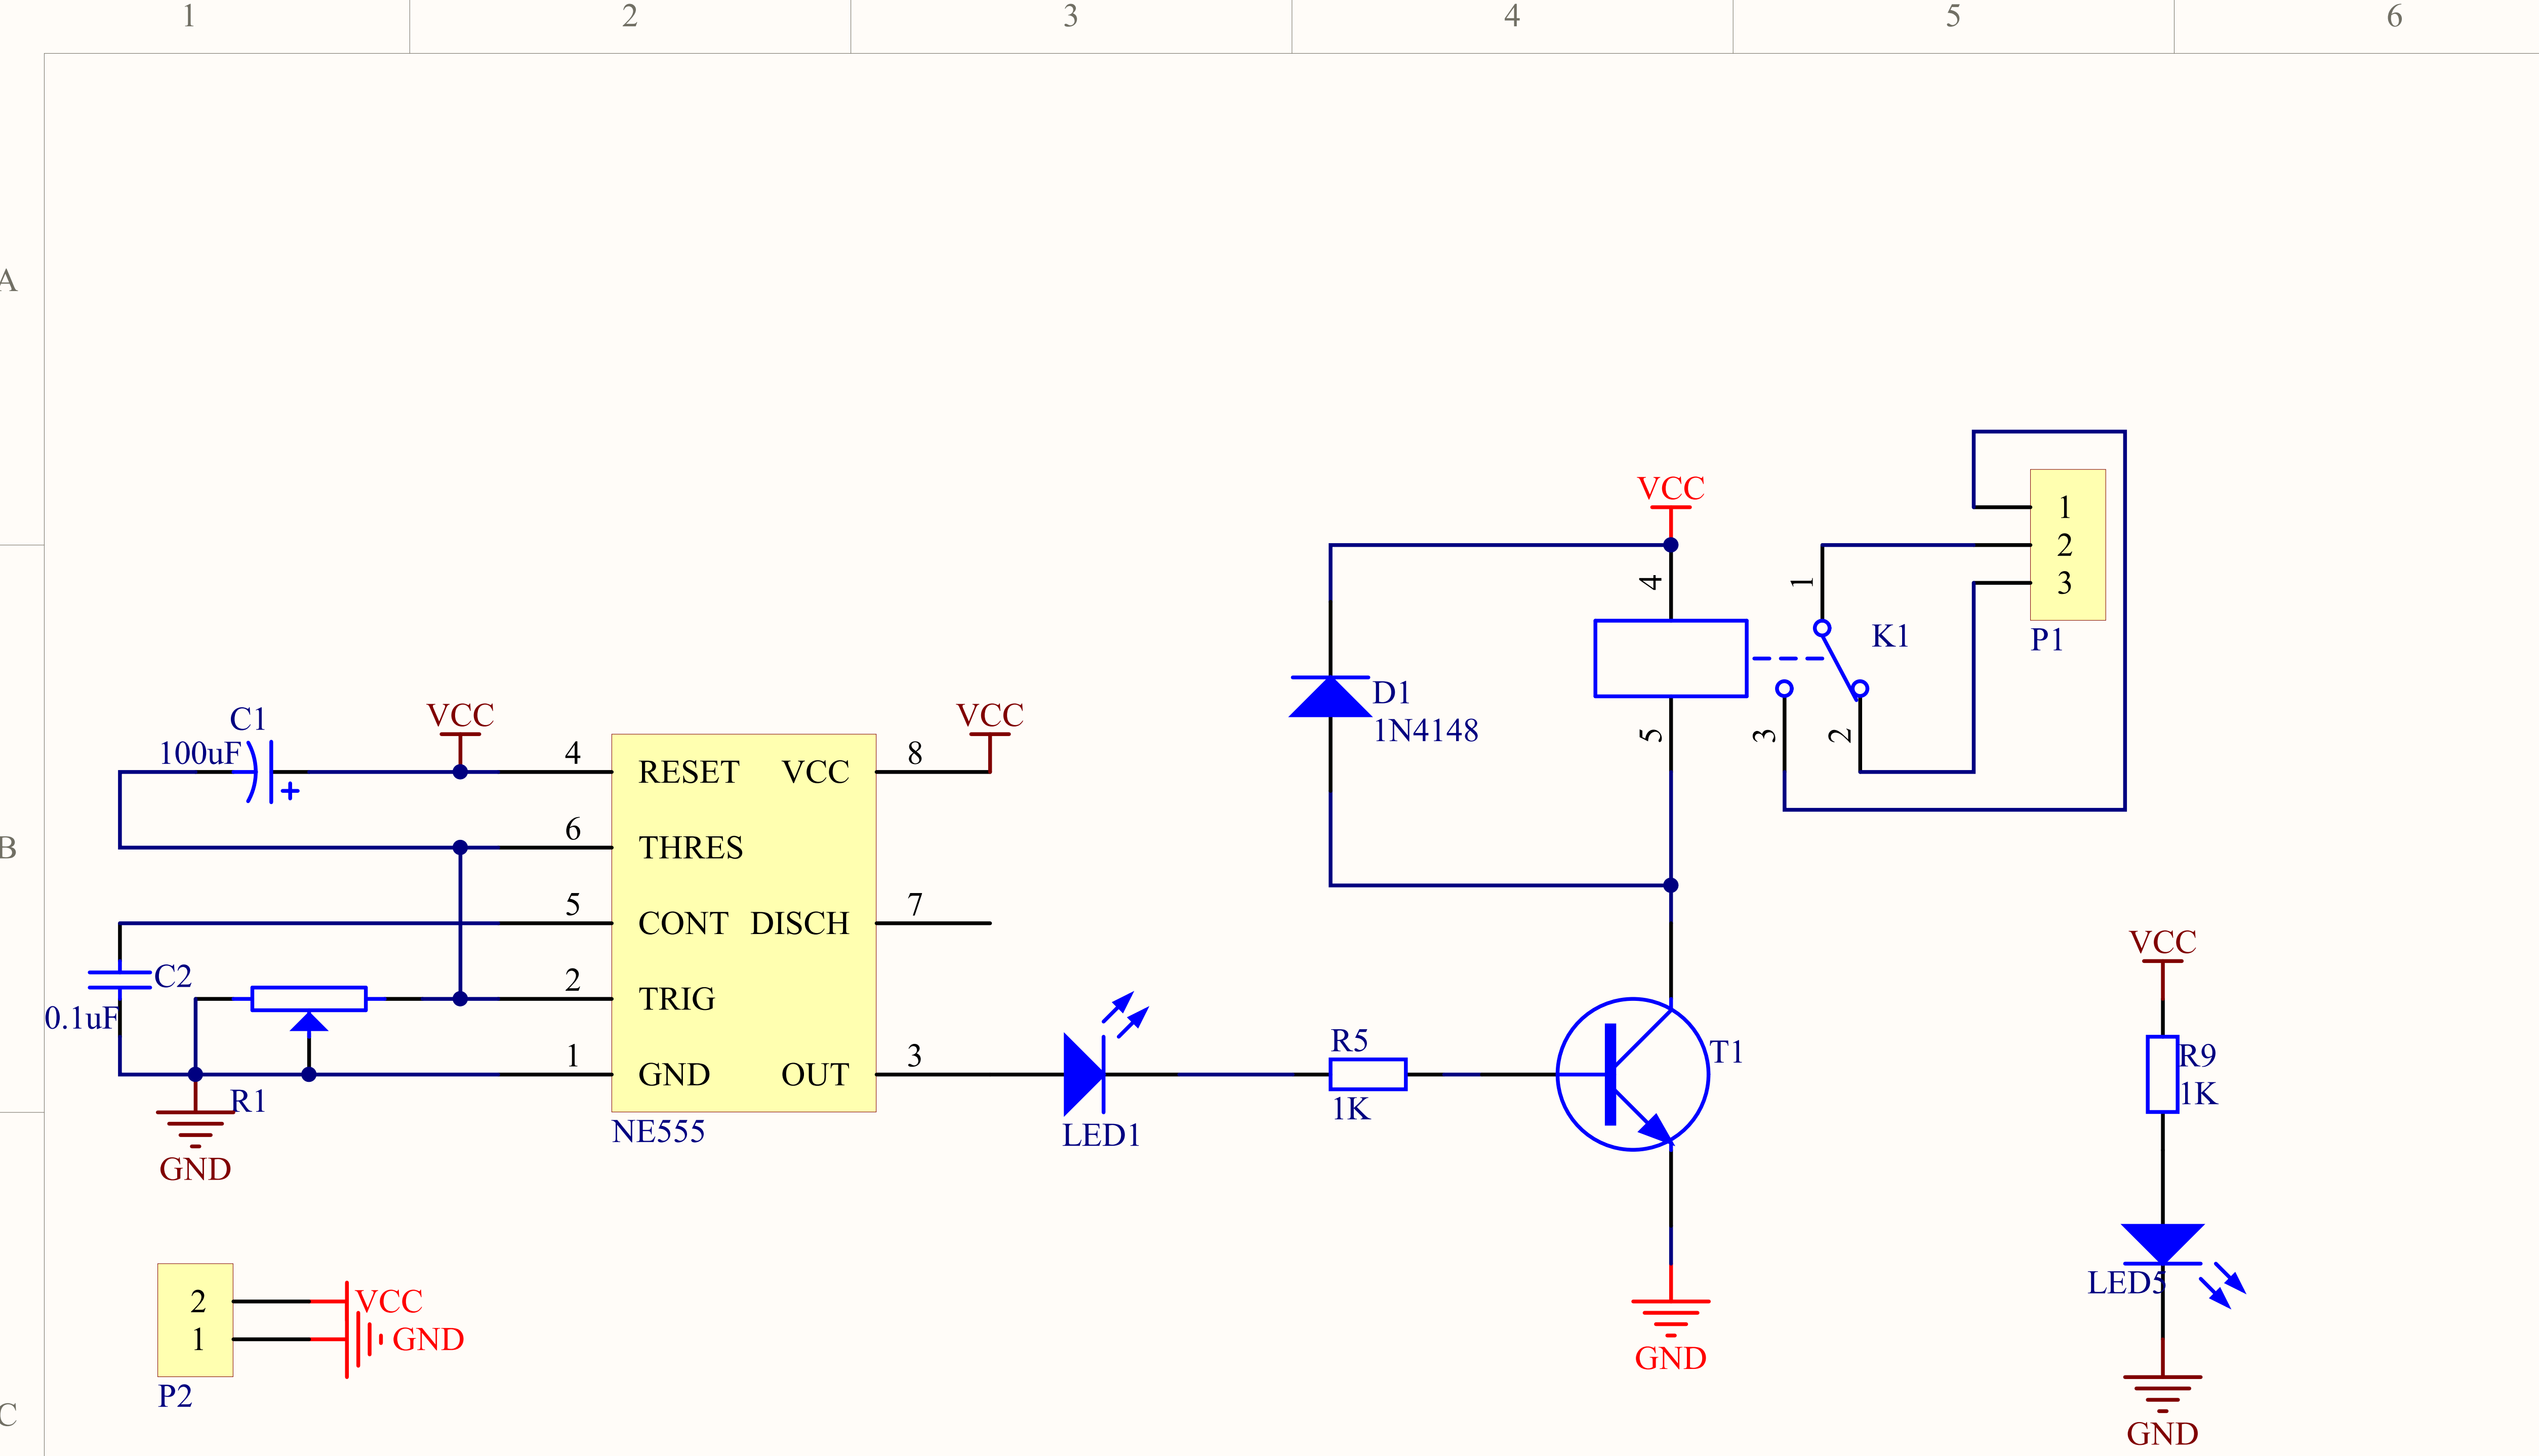 1 2 3 4 5 6
A
B
C
C1
100uF
VCC
4
RESET
6
THRES
5
CONT
2
TRIG
1
GND
VCC
8
DISCH
7
OUT
3
NE555
VCC
C2
0.1uF
R1
GND
2
1
VCC
GND
P2
LED1
R5
1K
D1
1N4148
VCC
4
5
T1
GND
K1
1
3
2
1
2
3
P1
VCC
R9
1K
LED5
GND